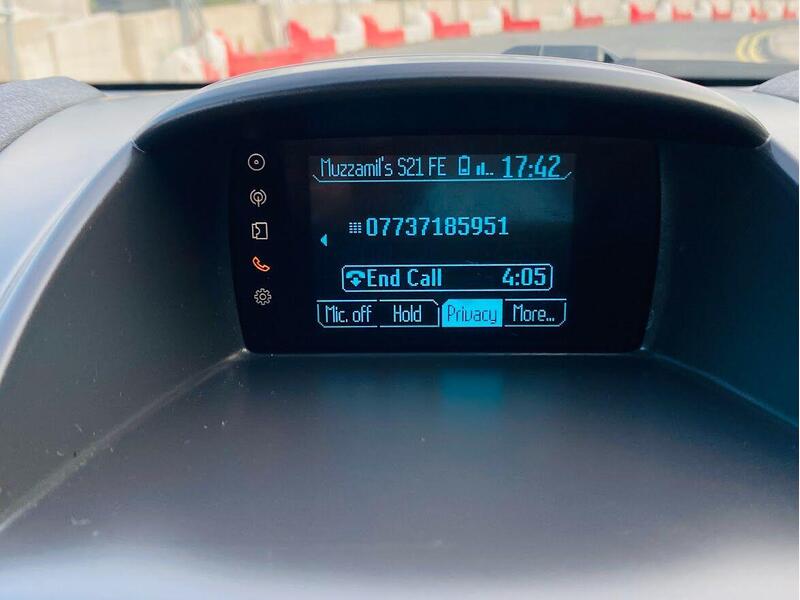 Muzzamil's S21 FE 17:42
07737185951
End Call 4:05
Mic. off Hold Privacy More...